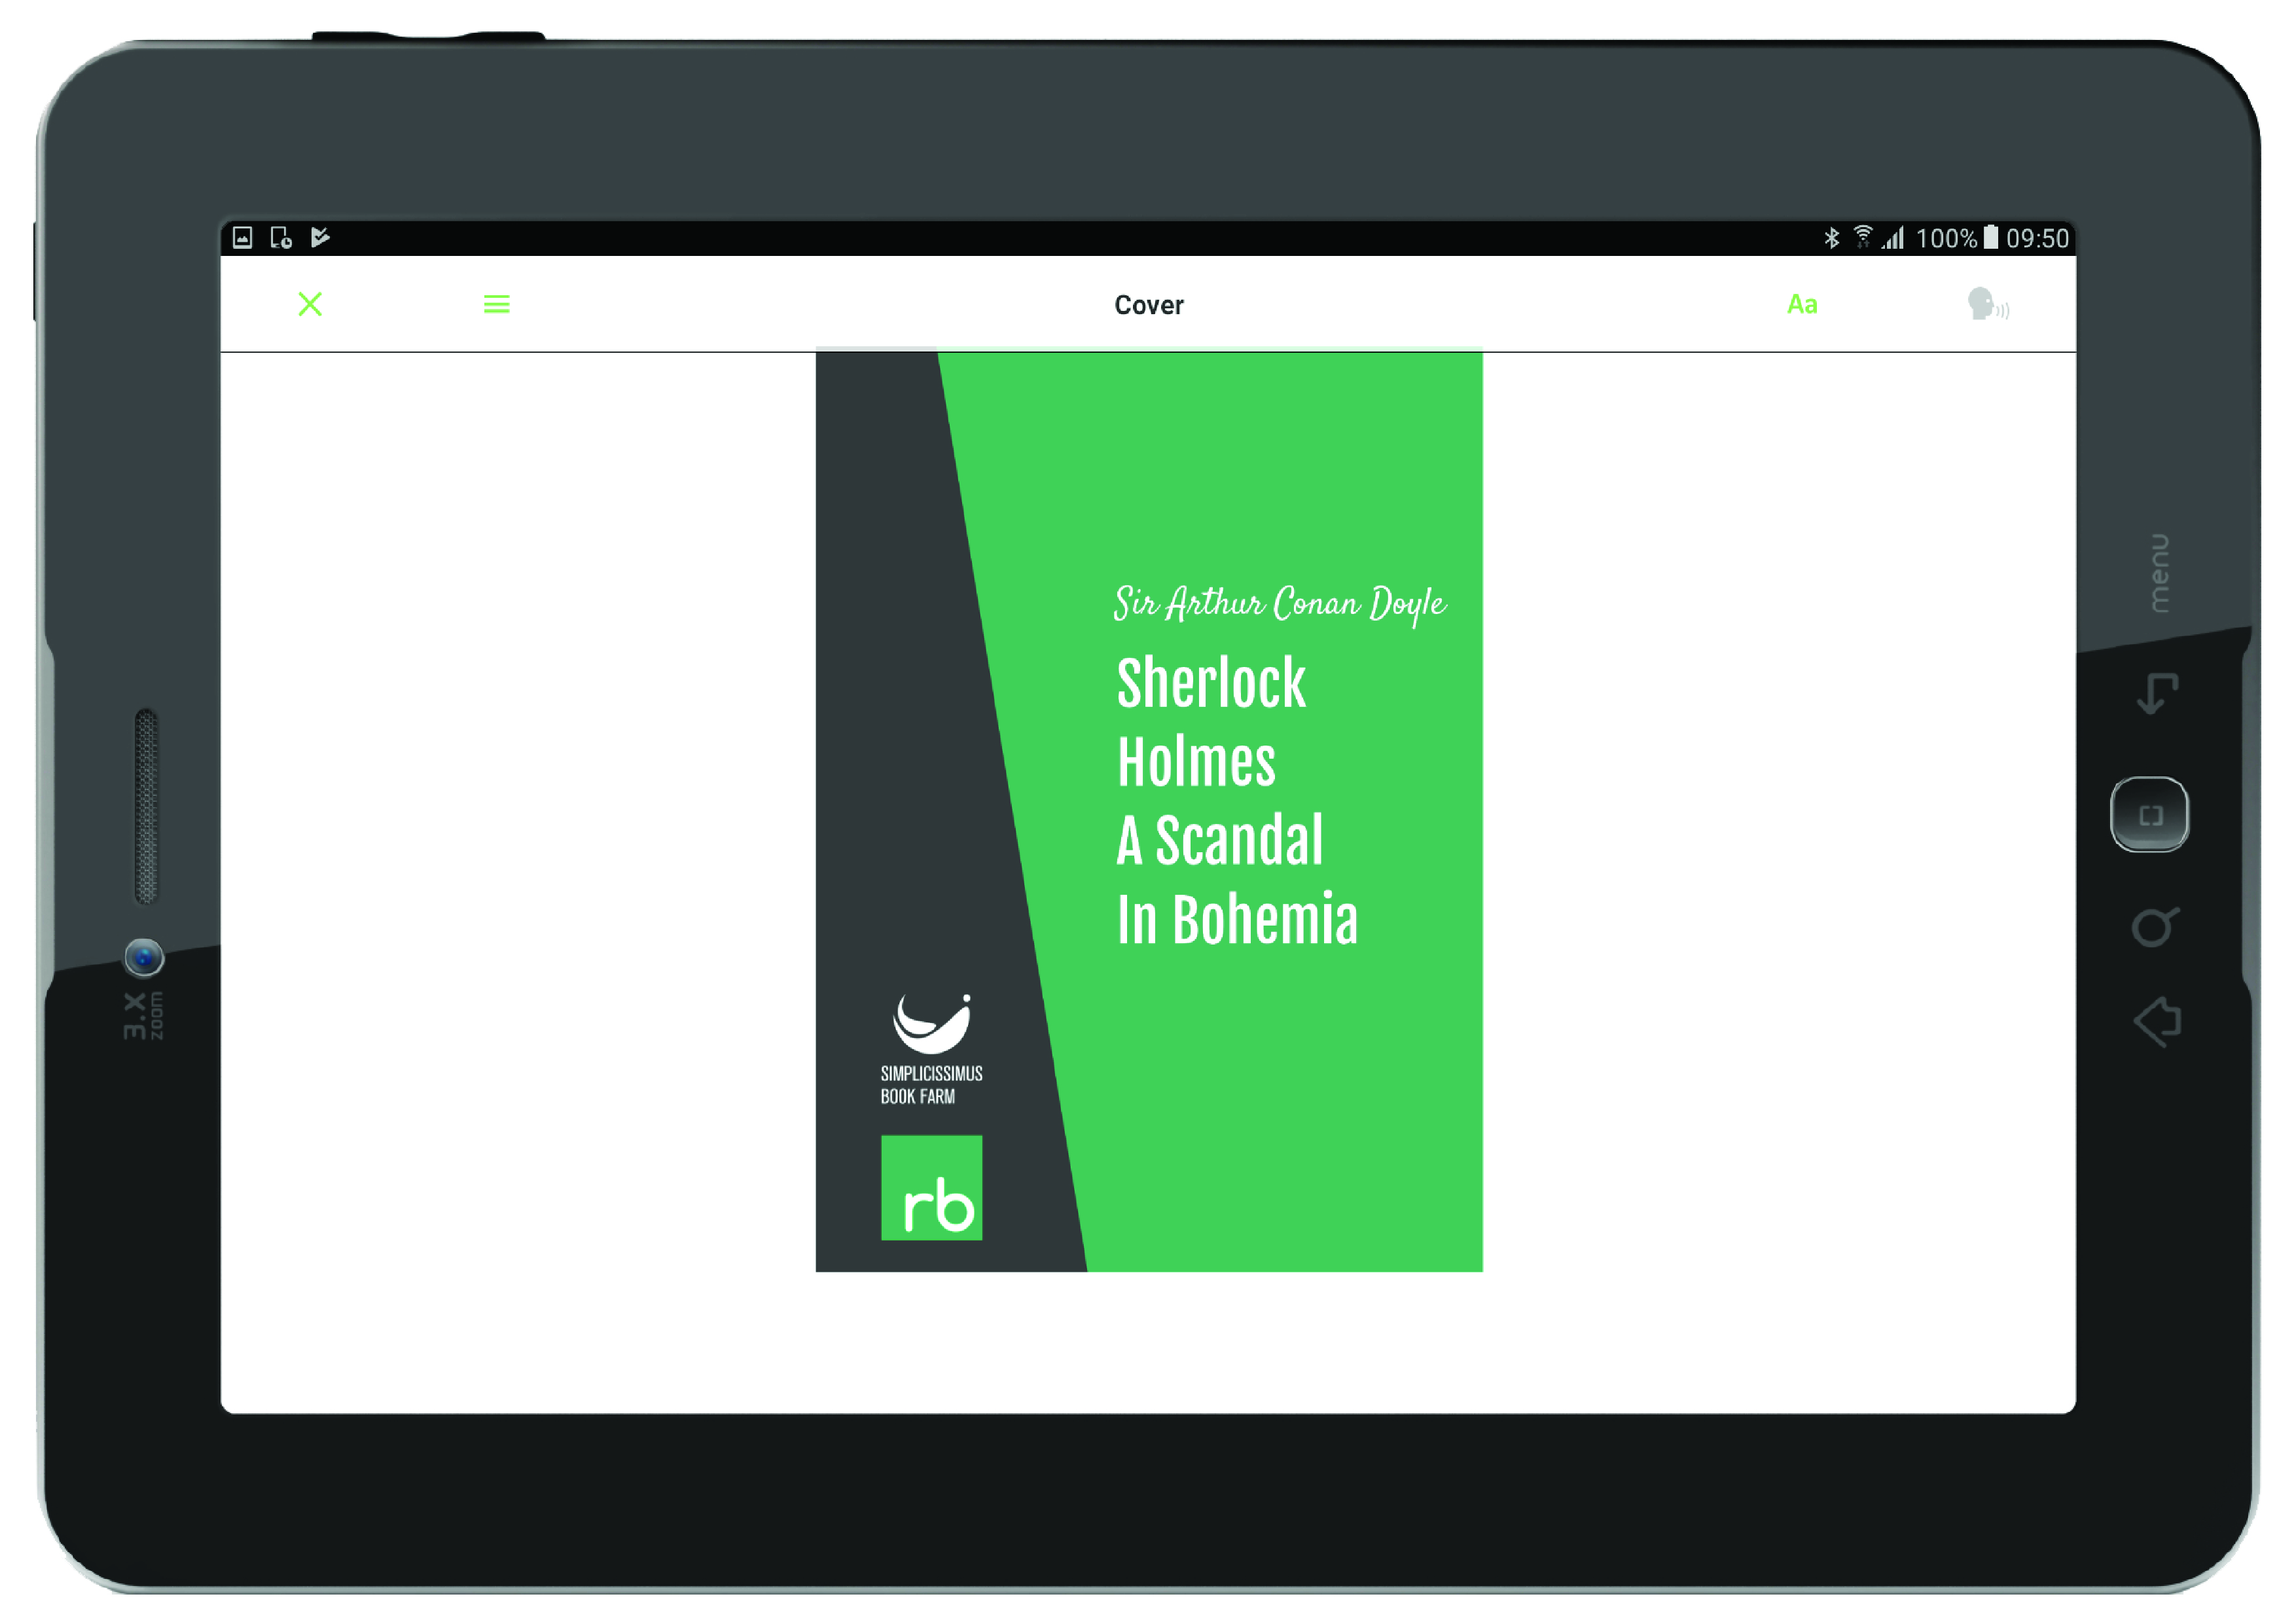 100% 09:50
Cover
Aa
Sir Arthur Conan Doyle
Sherlock
Holmes
A Scandal
In Bohemia
SIMPLICISSIMUS
BOOK FARM
rb
menu
3.X
zoom